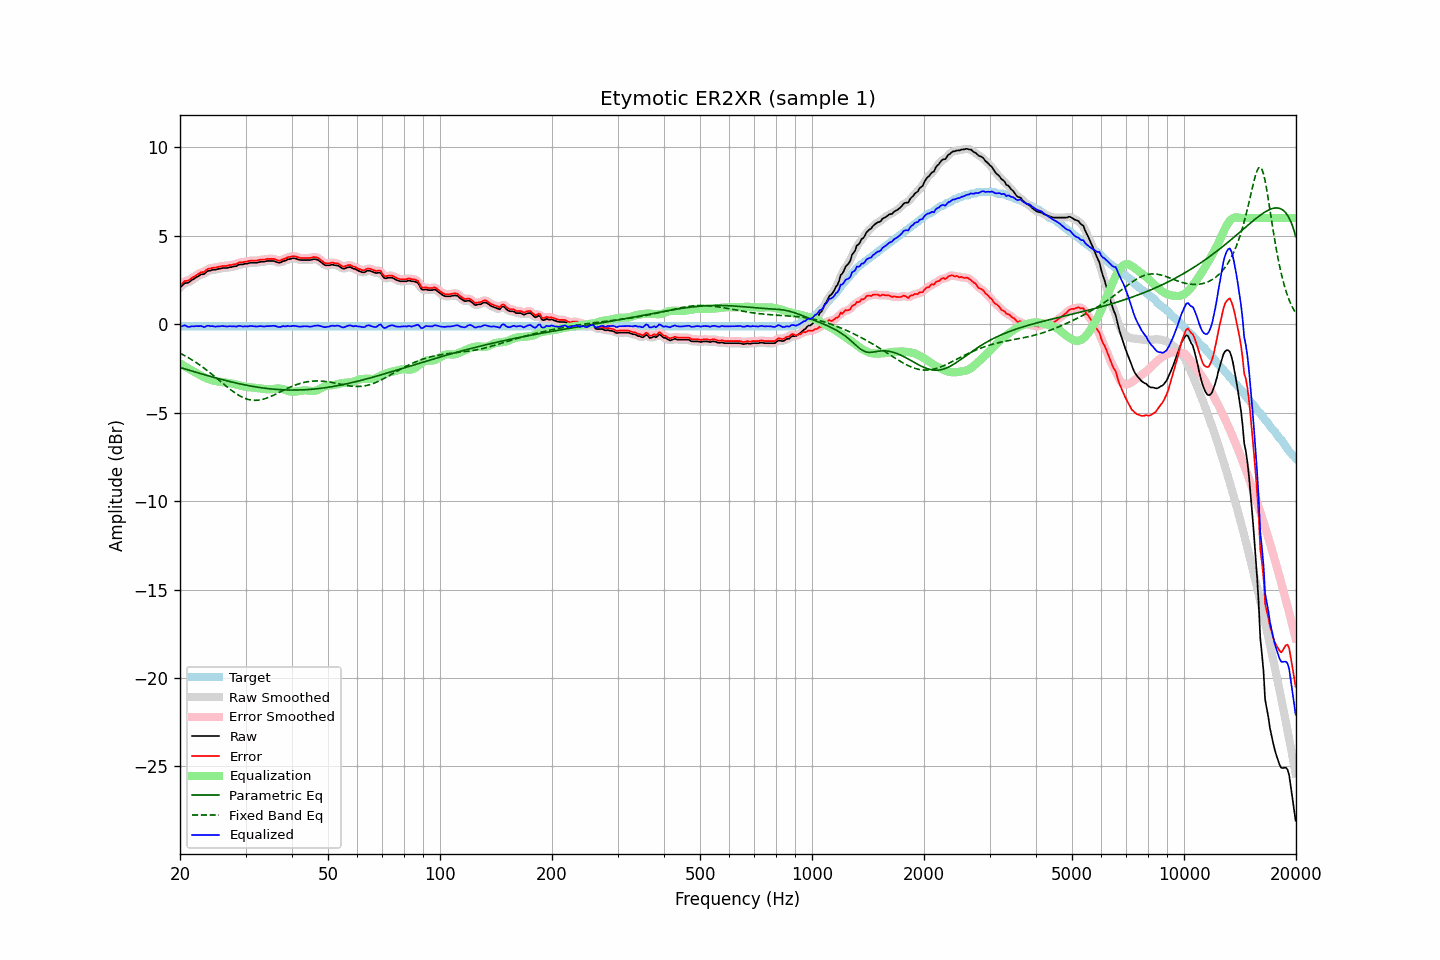 Etymotic ER2XR (sample 1)
10
5
0
−5
−10
−15
−20
−25
Amplitude (dBr)
Target
Raw Smoothed
Error Smoothed
Raw
Error
Equalization
Parametric Eq
Fixed Band Eq
Equalized
20 50 100 200 500 1000 2000 5000 10000 20000
Frequency (Hz)